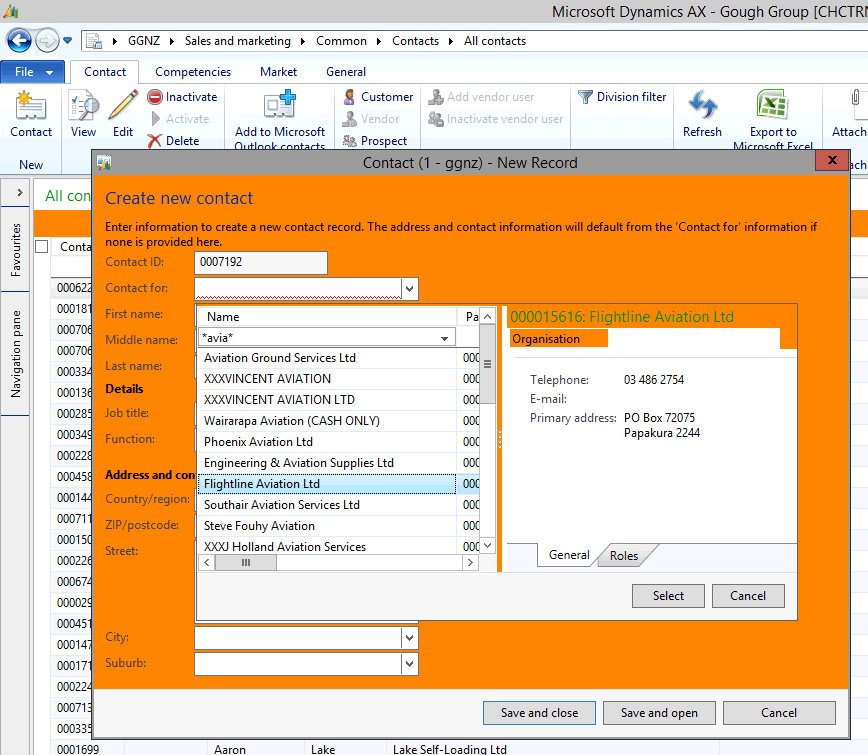 Microsoft Dynamics AX - Gough Group [CHCTRN
GGNZ Sales and marketing Common Contacts All contacts
File Contact Competencies Market General
Contact View Edit Inactivate Activate Delete Add to Microsoft Outlook contacts Customer Vendor Prospect Add vendor user Inactivate vendor user Division filter Refresh Export to Microsoft Excel Attach
New
Contact (1 - ggnz) - New Record
x
All con
Favourites
Navigation pane
Conta
Create new contact
Enter information to create a new contact record. The address and contact information will default from the 'Contact for' information if
none is provided here.
Contact ID: 0007192
Contact for:
First name:
Middle name:
Last name:
Details
Job title:
Function:
Address and con
Country/region:
ZIP/postcode:
Street:
City:
Suburb:
Name Pa
*avia*
Aviation Ground Services Ltd 000
XXXVINCENT AVIATION 000
XXXVINCENT AVIATION LTD 000
Wairarapa Aviation (CASH ONLY) 000
Phoenix Aviation Ltd 000
Engineering & Aviation Supplies Ltd 000
Flightline Aviation Ltd 000
Southair Aviation Services Ltd 000
Steve Fouhy Aviation 000
XXXJ Holland Aviation Services 000
000015616: Flightline Aviation Ltd
Organisation
Telephone: 03 486 2754
E-mail:
Primary address: PO Box 72075
Papakura 2244
General Roles
Select Cancel
Save and close Save and open Cancel
000622
000181
000706
000706
000334
000136
000285
000349
000228
000458
000144
000711
000150
000226
000674
000029
000451
000147
000171
000224
000713
000335
0001699 Aaron Lake Lake Self-Loading Ltd